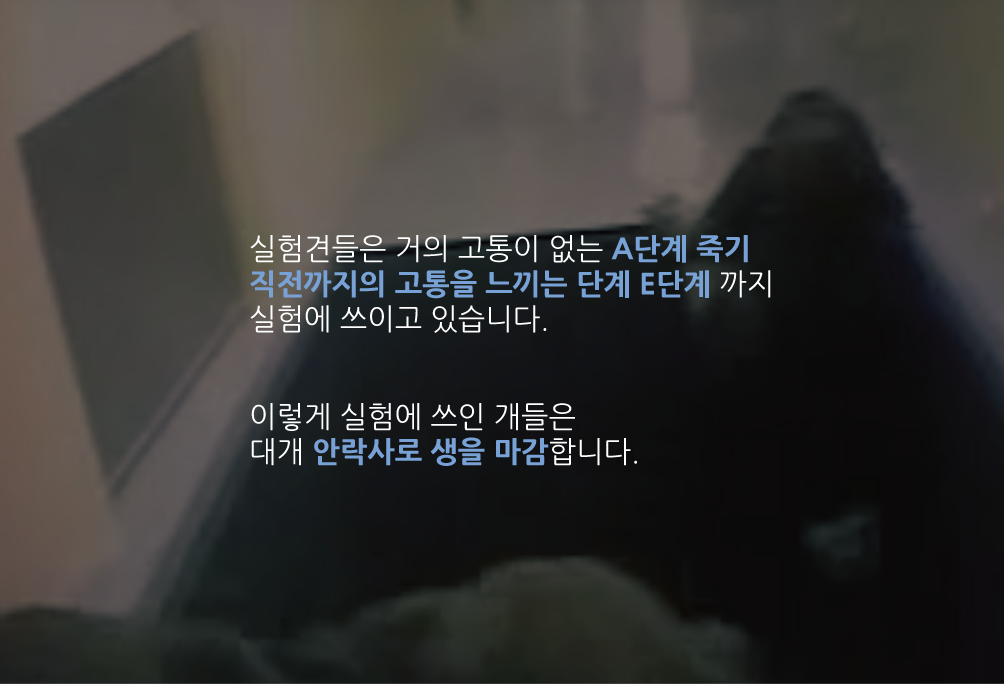 실험견들은 거의 고통이 없는 A단계 죽기
직전까지의 고통을 느끼는 단계 E단계 까지
실험에 쓰이고 있습니다.
이렇게 실험에 쓰인 개들은
대개 안락사로 생을 마감합니다.